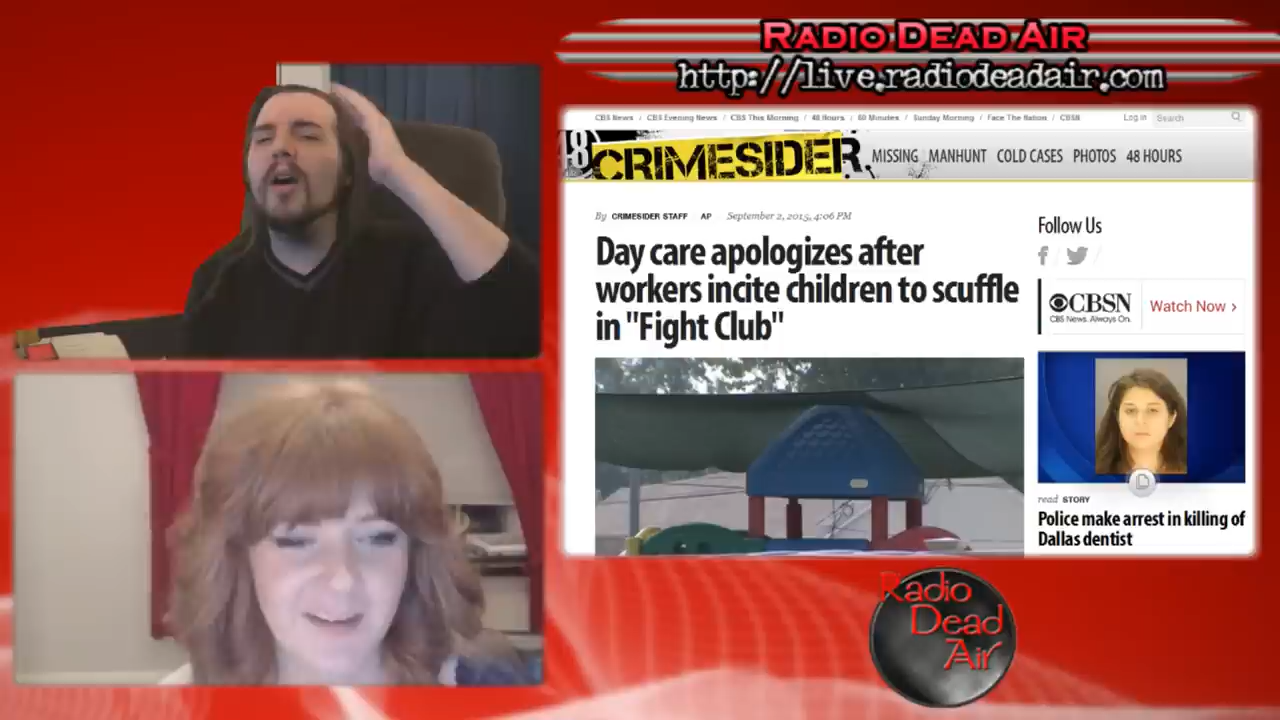 RADIO DEAD AIR
http://live.radiodeadair.com
CBS News / CBS Evening News / CBS This Morning / 48 Hours / 60 Minutes / Sunday Morning / Face The Nation / CBSN Log In Search
48 CRIMESIDER MISSING MANHUNT COLD CASES PHOTOS 48 HOURS
By CRIMESIDER STAFF AP September 2, 2015, 4:06 PM
Day care apologizes after
workers incite children to scuffle
in "Fight Club"
Follow Us
CBSN Watch Now >
CBS News. Always On.
read STORY
Police make arrest in killing of
Dallas dentist
Radio
Dead
Air